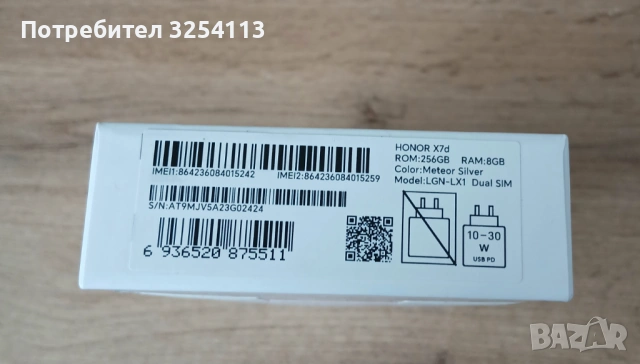 Потребител 3254113
IMEI1:864236084015242
IMEI2:864236084015259
S/N:AT9MJV5A23G02424
6 936520 875511
HONOR X7d
ROM:256GB RAM:8GB
Color:Meteor Silver
Model:LGN-LX1 Dual SIM
10-30
W
USB PD
BAZAR